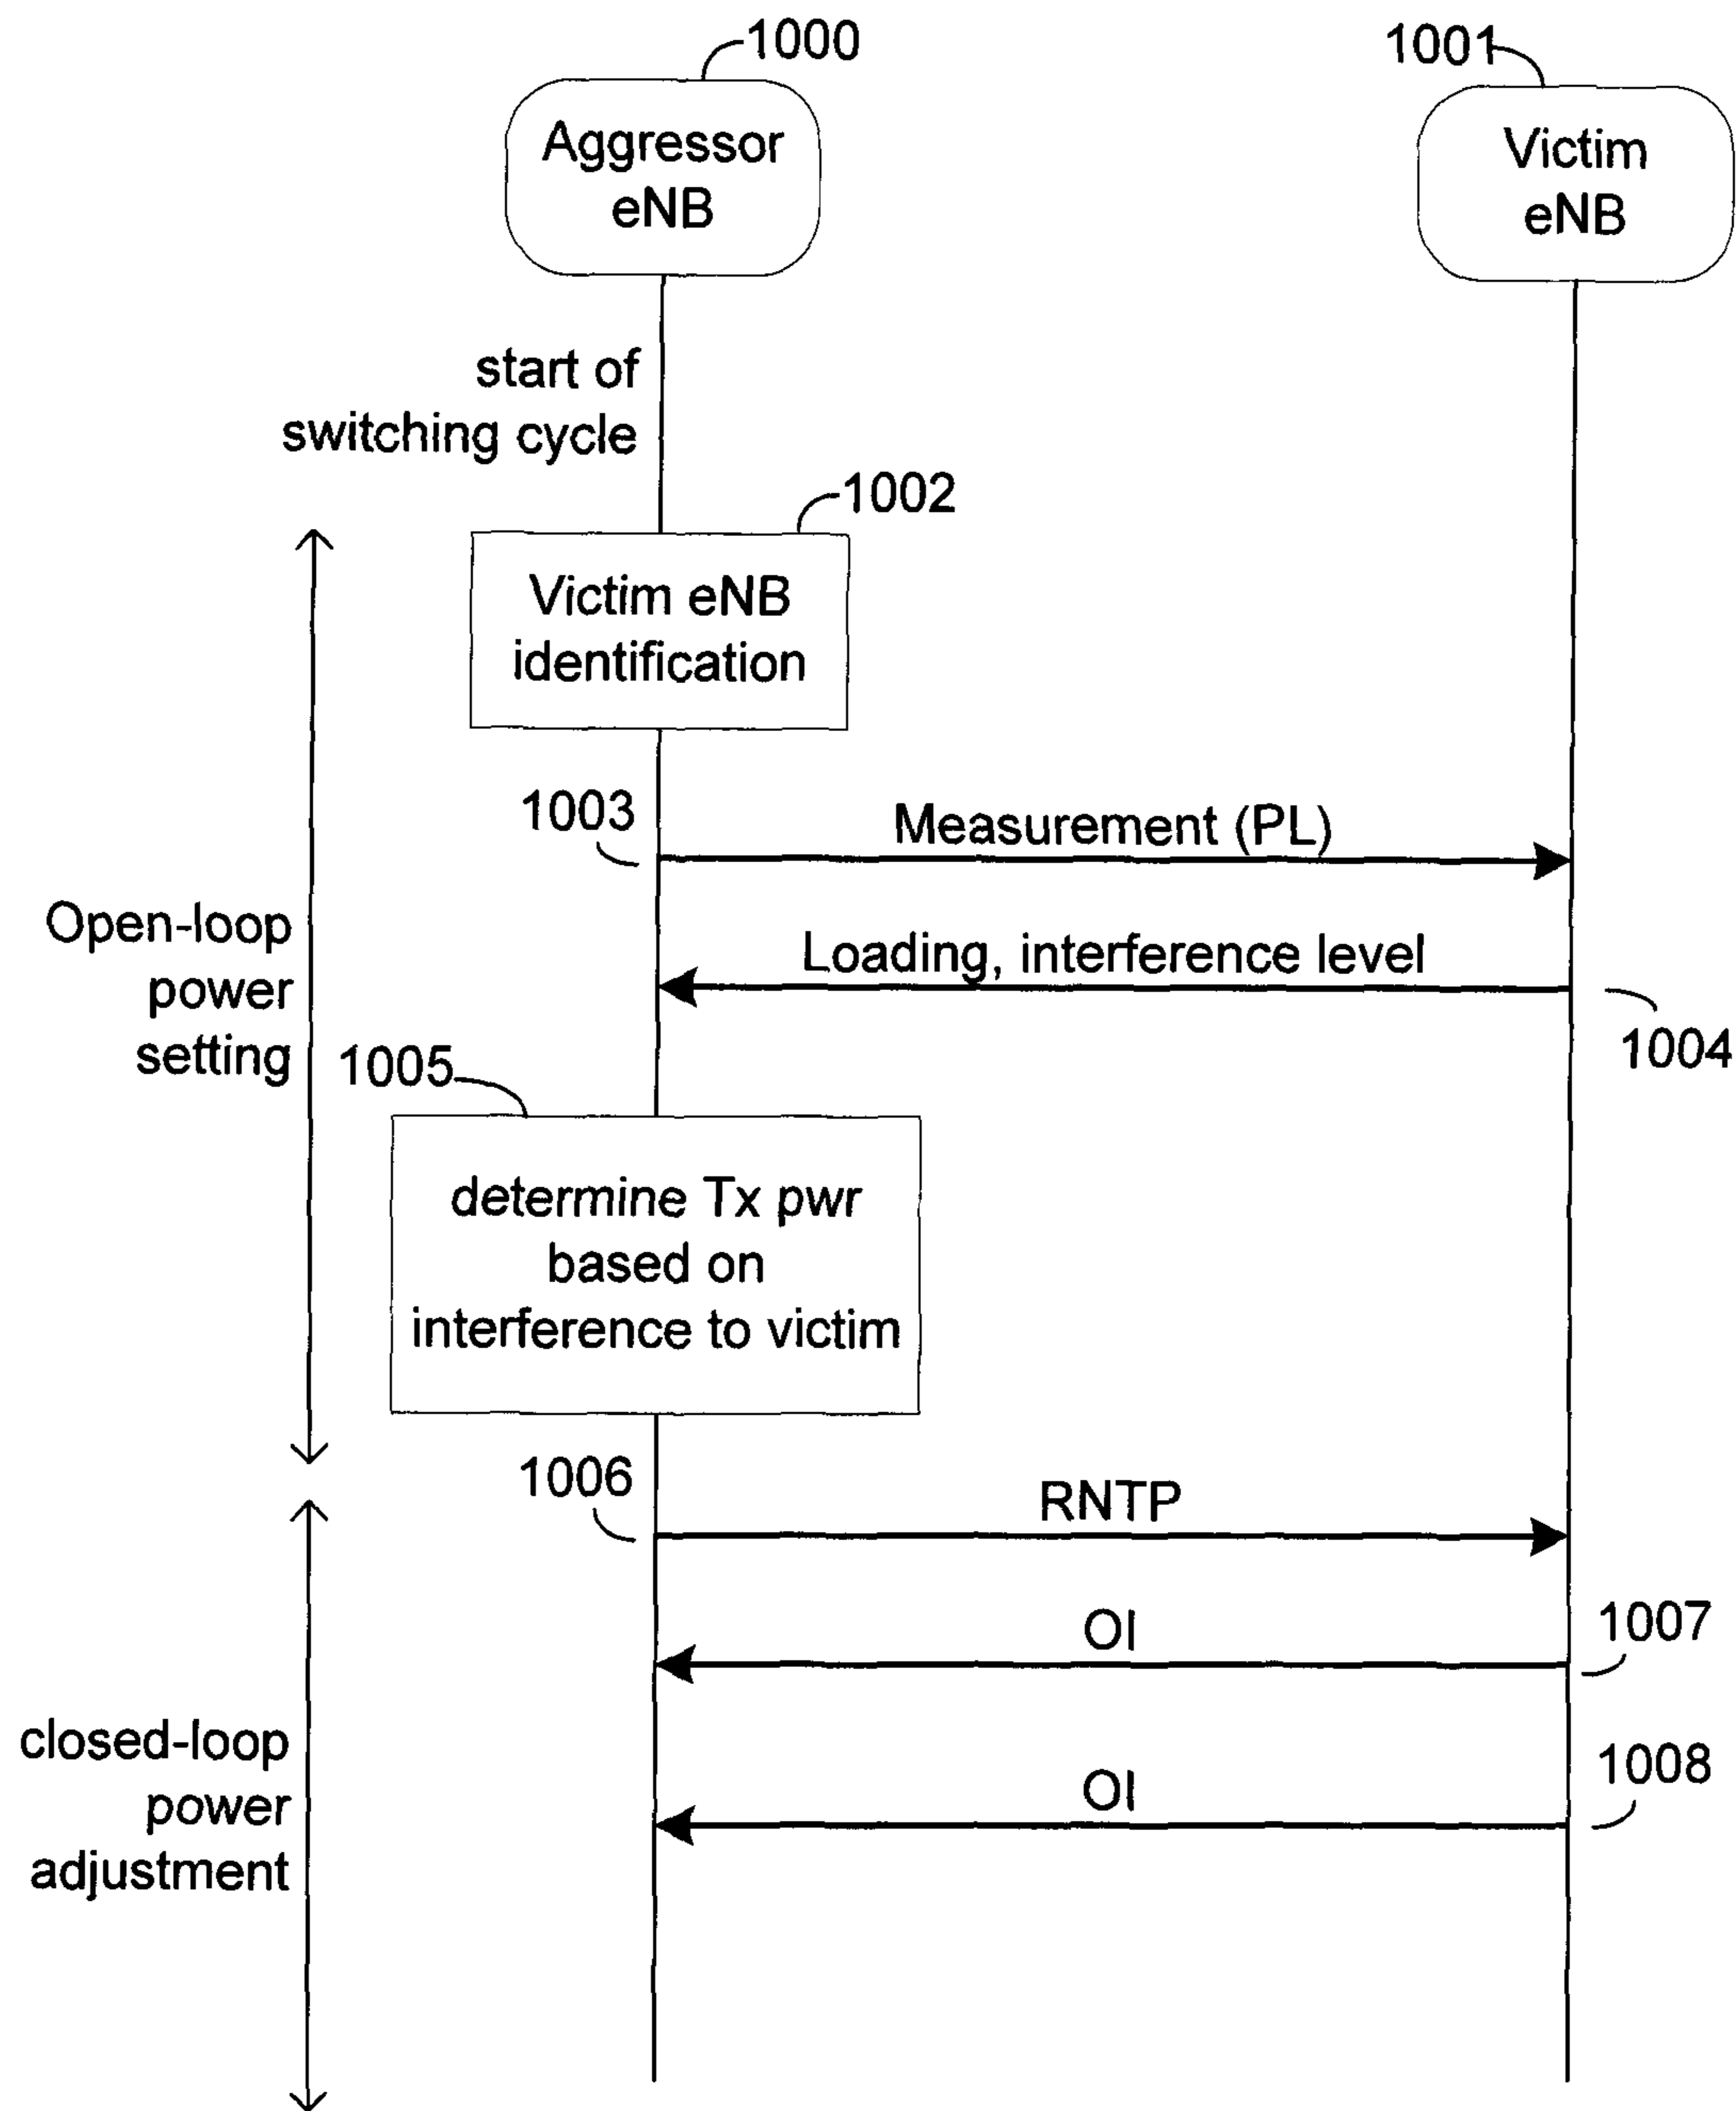 1000
1001
Aggressor
eNB
Victim
eNB
start of
switching cycle
1002
Victim eNB
identification
1003
Measurement (PL)
Open-loop
power
setting
Loading, interference level
1004
1005
determine Tx pwr
based on
interference to victim
1006
RNTP
OI
1007
closed-loop
power
adjustment
OI
1008